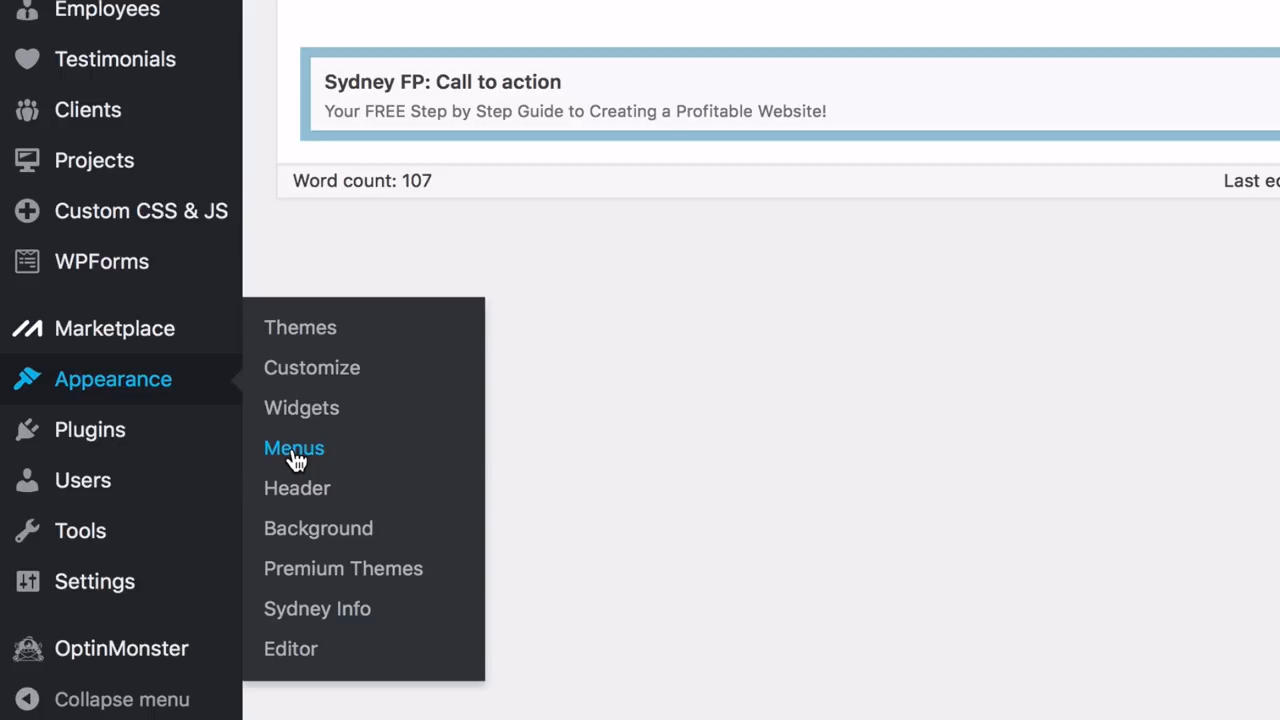 Employees
Testimonials
Clients
Projects
Custom CSS & JS
WPForms
Marketplace
Appearance
Plugins
Users
Tools
Settings
OptinMonster
Collapse menu
Themes
Customize
Widgets
Menus
Header
Background
Premium Themes
Sydney Info
Editor
Sydney FP: Call to action
Your FREE Step by Step Guide to Creating a Profitable Website!
Word count: 107
Last ed